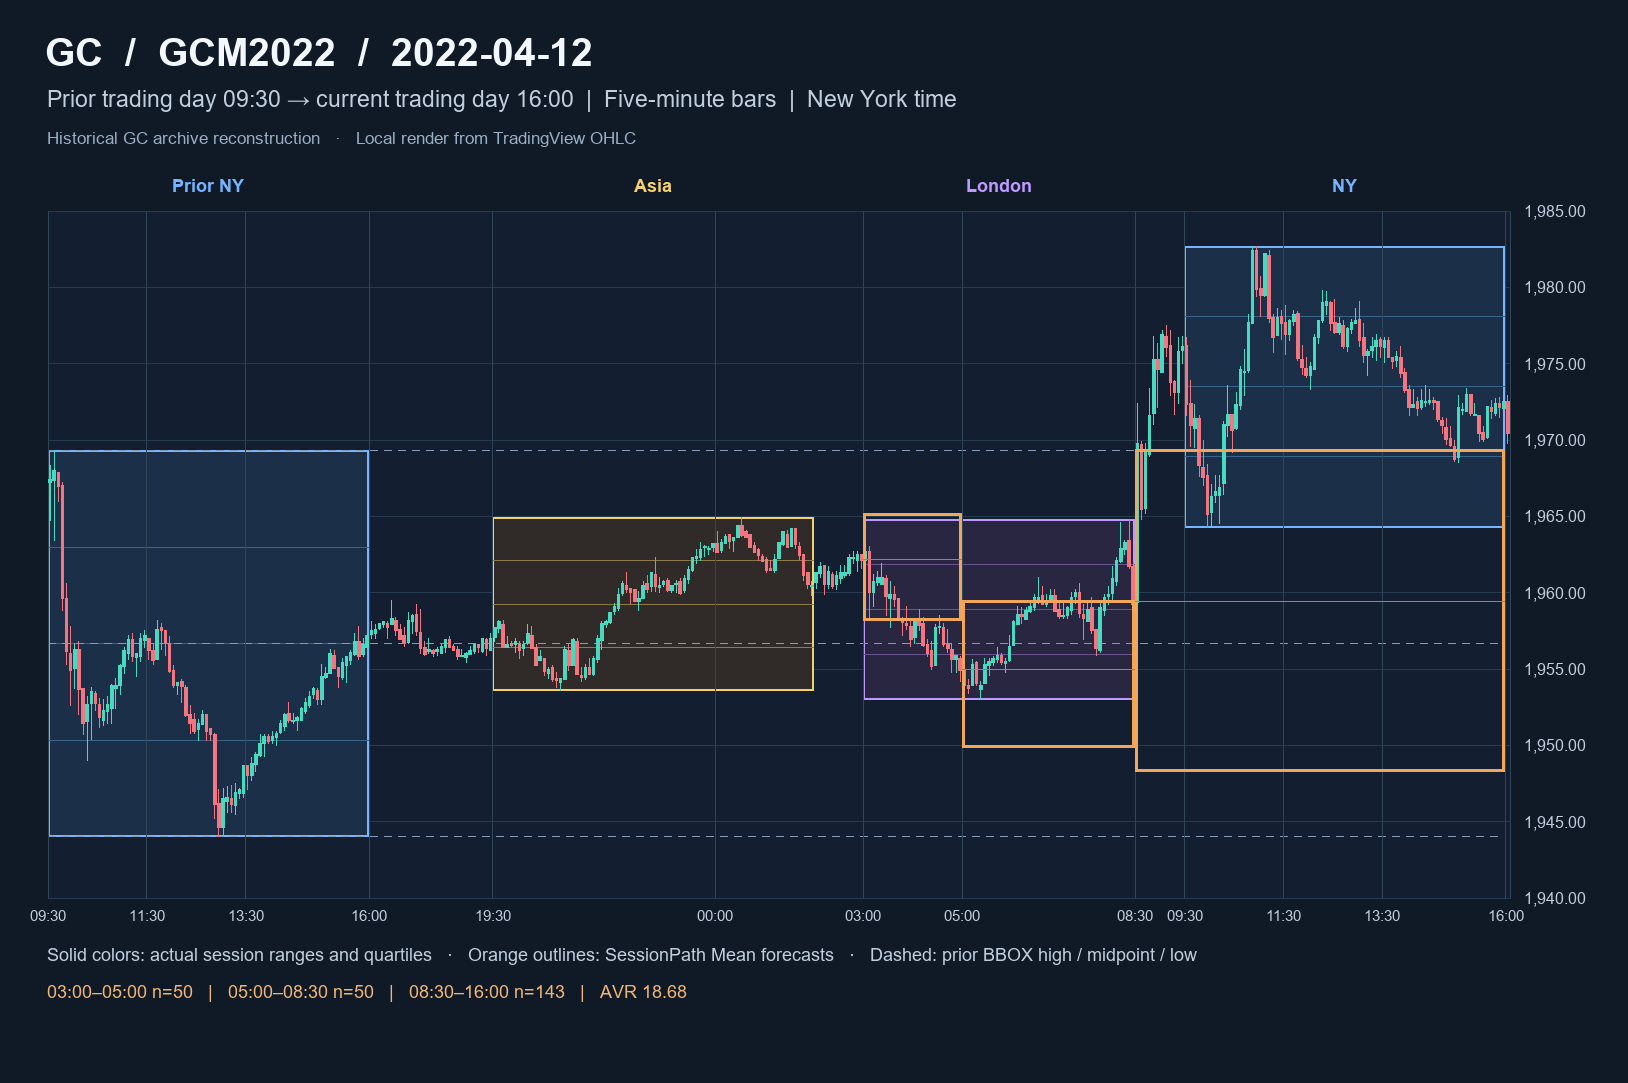 GC / GCM2022 / 2022-04-12
Prior trading day 09:30 → current trading day 16:00 | Five-minute bars | New York time
Historical GC archive reconstruction · Local render from TradingView OHLC
Prior NY Asia London NY
1,985.00
1,980.00
1,975.00
1,970.00
1,965.00
1,960.00
1,955.00
1,950.00
1,945.00
1,940.00
09:30 11:30 13:30 16:00 19:30 00:00 03:00 05:00 08:30 09:30 11:30 13:30 16:00
Solid colors: actual session ranges and quartiles · Orange outlines: SessionPath Mean forecasts · Dashed: prior BBOX high / midpoint / low
03:00–05:00 n=50 | 05:00–08:30 n=50 | 08:30–16:00 n=143 | AVR 18.68